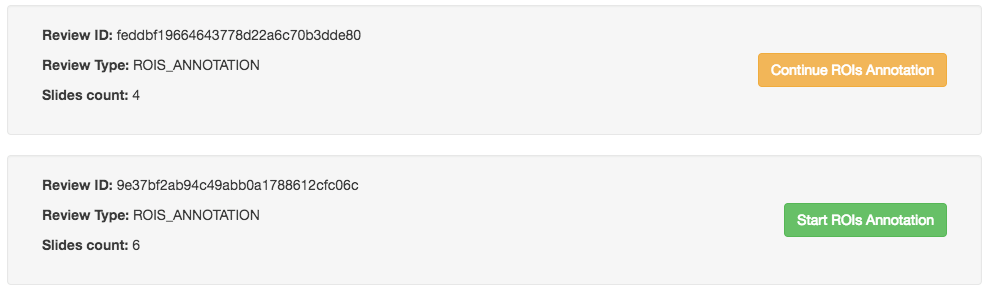 Review ID: feddbf19664643778d22a6c70b3dde80
Review Type: ROIS_ANNOTATION
Continue ROIs Annotation
Slides count: 4
Review ID: 9e37bf2ab94c49abb0a1788612cfc06c
Review Type: ROIS_ANNOTATION
Start ROIs Annotation
Slides count: 6